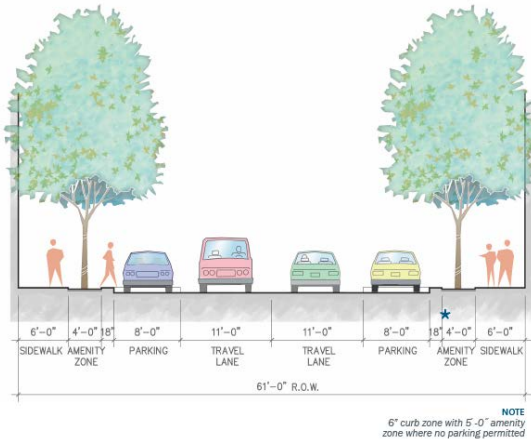 6'-0" 4'-0" 18" 8'-0" 11'-0" 11'-0" 8'-0" 18" 4'-0" 6'-0"
SIDEWALK AMENITY ZONE PARKING TRAVEL LANE TRAVEL LANE PARKING AMENITY ZONE SIDEWALK
61'-0" R.O.W.
NOTE
6" curb zone with 5'-0" amenity
zone where no parking permitted